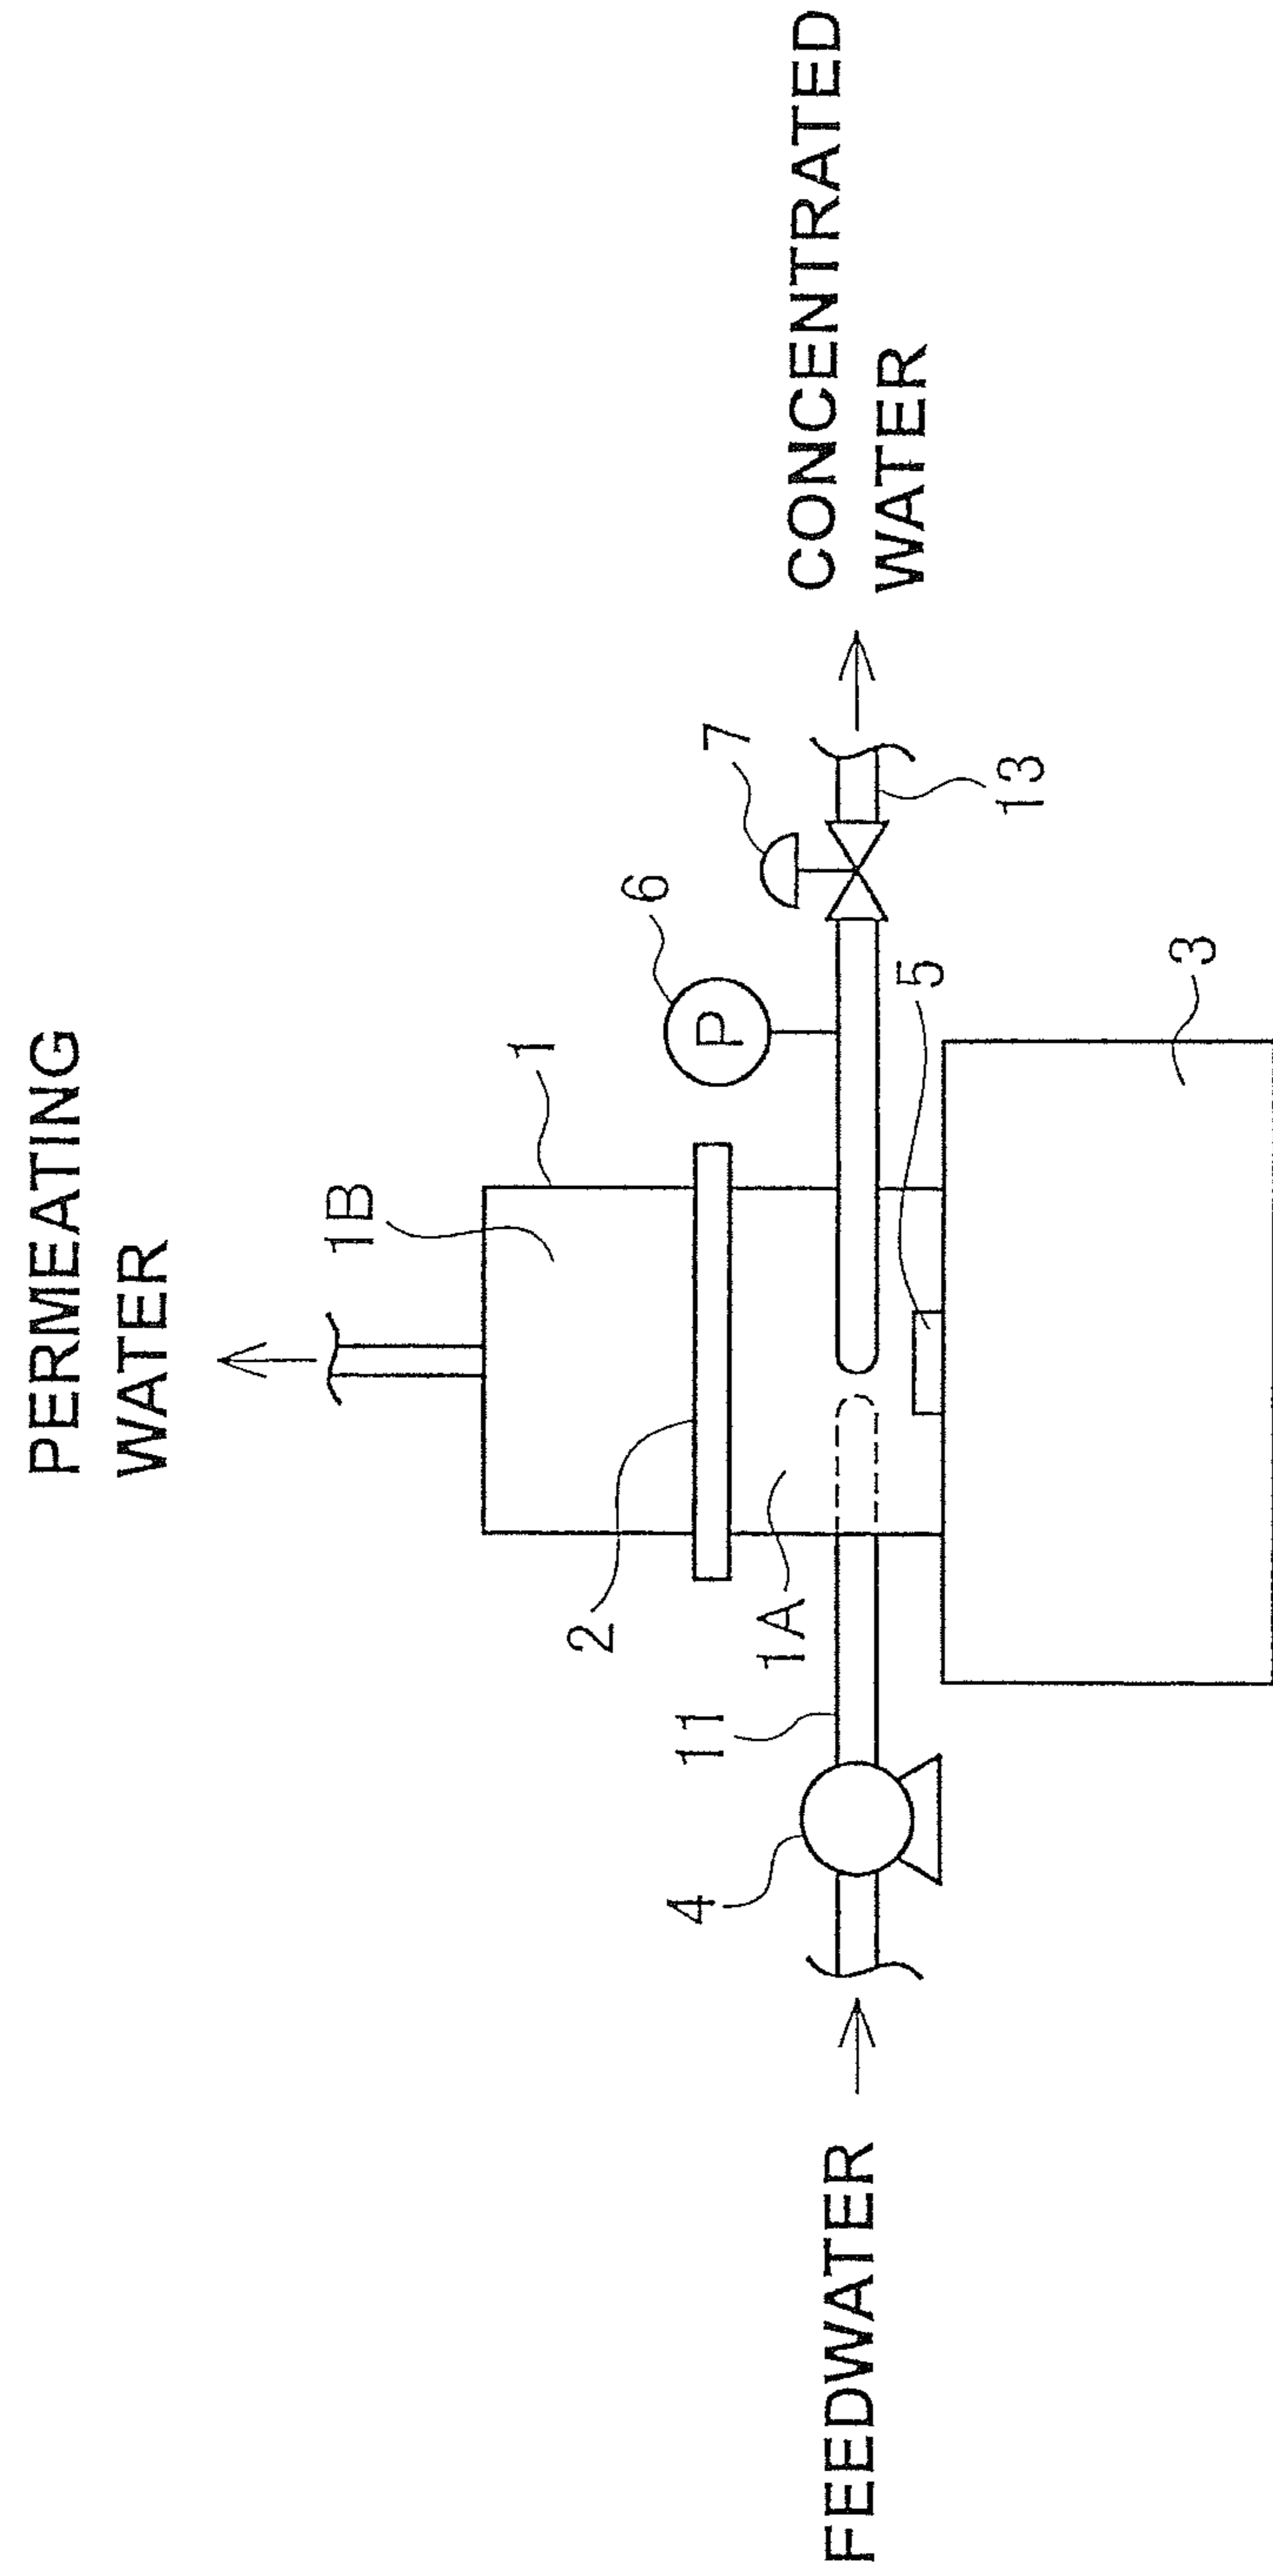 PERMEATING
WATER
1B
1
6
7
CONCENTRATED
WATER
P
2
1A
11
4
5
13
3
FEEDWATER